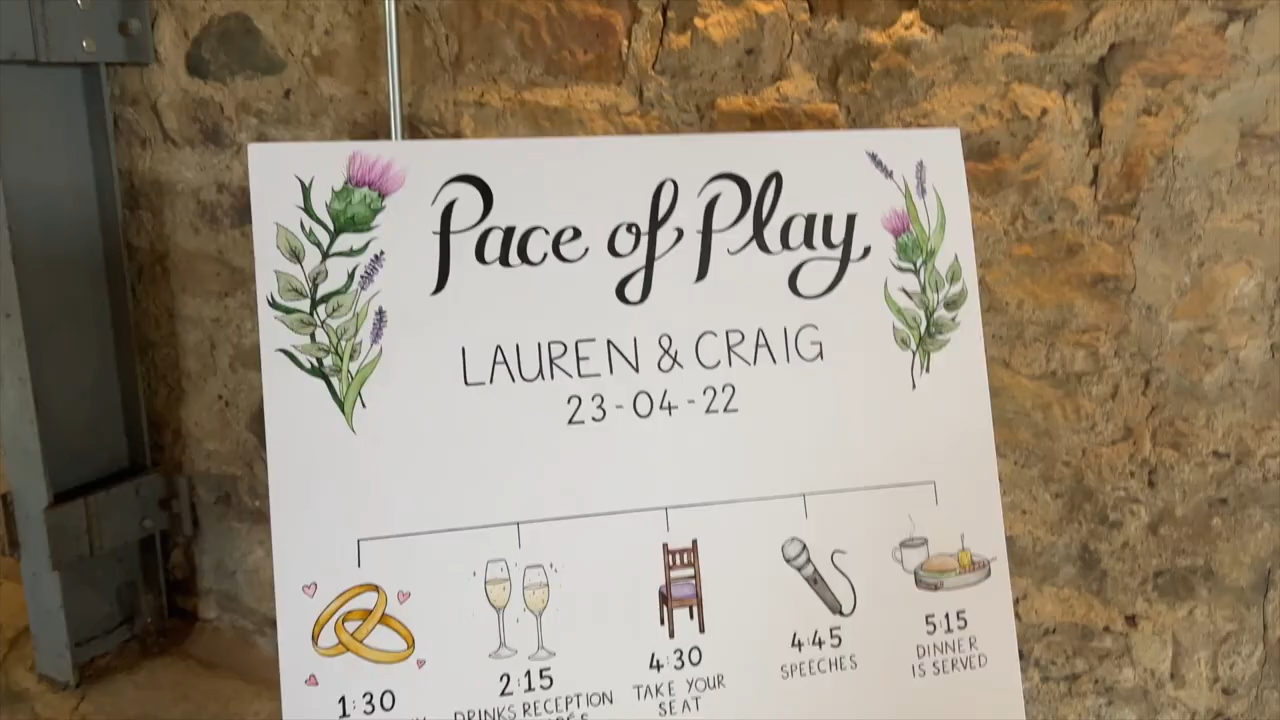 Pace of Play
LAUREN & CRAIG
23-04-22
1:30
2:15
DRINKS RECEPTION
4:30
TAKE YOUR
SEAT
4:45
SPEECHES
5:15
DINNER
IS SERVED